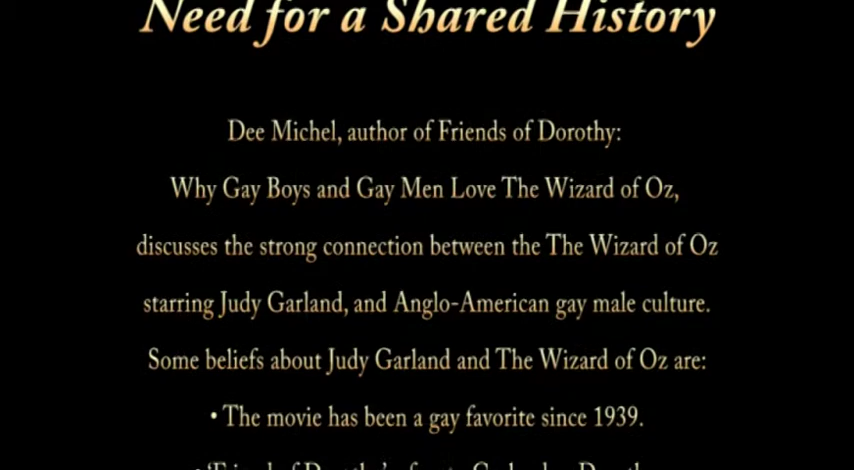 Need for a Shared History
Dee Michel, author of Friends of Dorothy:
Why Gay Boys and Gay Men Love The Wizard of Oz,
discusses the strong connection between the The Wizard of Oz
starring Judy Garland, and Anglo-American gay male culture.
Some beliefs about Judy Garland and The Wizard of Oz are:
• The movie has been a gay favorite since 1939.